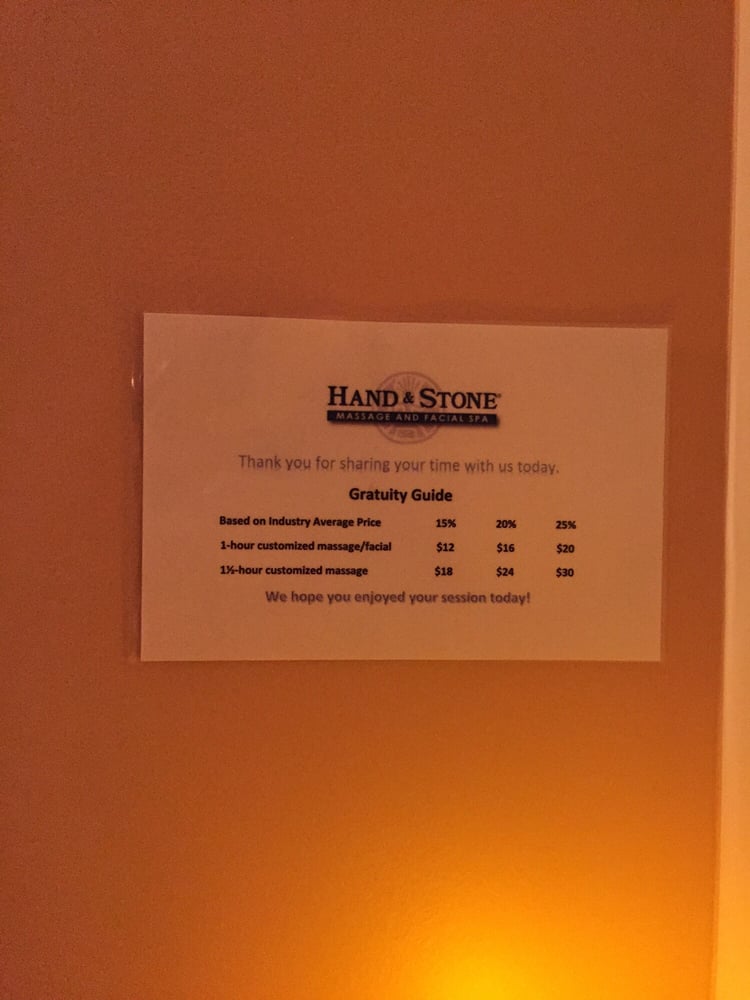 HAND & STONE®
MASSAGE AND FACIAL SPA
Thank you for sharing your time with us today.
Gratuity Guide
Based on Industry Average Price 15% 20% 25%
1-hour customized massage/facial $12 $16 $20
1½-hour customized massage $18 $24 $30
We hope you enjoyed your session today!